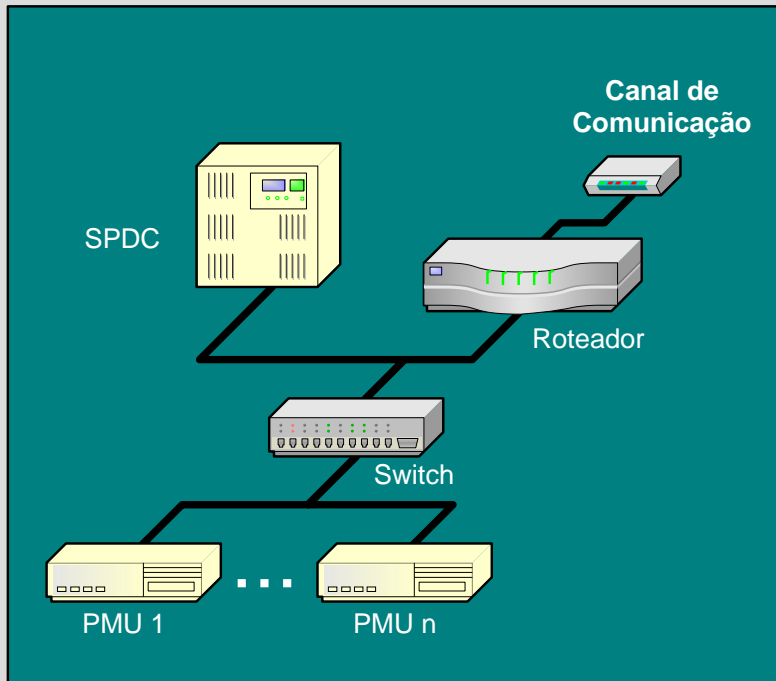 Canal de
Comunicação
SPDC
Roteador
Switch
PMU 1
...
PMU n